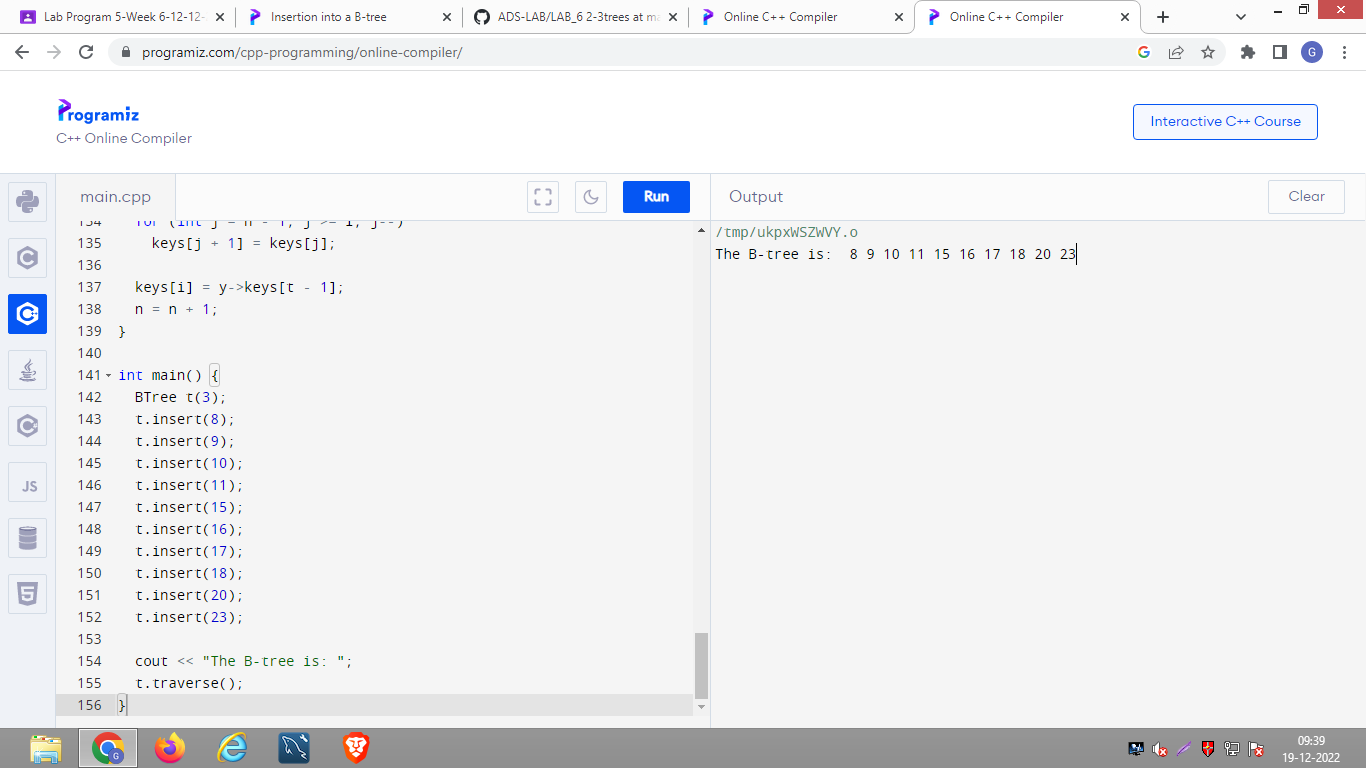 Lab Program 5-Week 6-12-12-
Insertion into a B-tree
ADS-LAB/LAB_6 2-3trees at ma
Online C++ Compiler
Online C++ Compiler
programiz.com/cpp-programming/online-compiler/
G
Programiz
C++ Online Compiler
Interactive C++ Course
main.cpp
Run
Output
Clear
JS
134 for (int j = n - 1; j >= i; j--)
135 keys[j + 1] = keys[j];
136
137 keys[i] = y->keys[t - 1];
138 n = n + 1;
139 }
140
141 int main() {
142 BTree t(3);
143 t.insert(8);
144 t.insert(9);
145 t.insert(10);
146 t.insert(11);
147 t.insert(15);
148 t.insert(16);
149 t.insert(17);
150 t.insert(18);
151 t.insert(20);
152 t.insert(23);
153
154 cout << "The B-tree is: ";
155 t.traverse();
156 }
/tmp/ukpxWSZWVY.o
The B-tree is:  8 9 10 11 15 16 17 18 20 23
G
09:39
19-12-2022